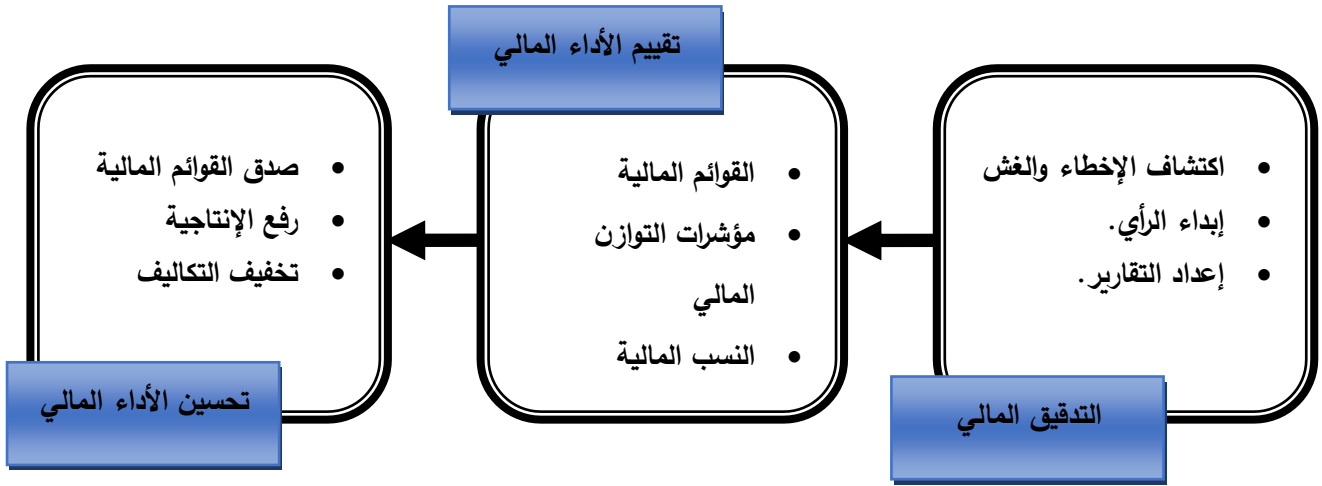 اكتشاف الإخطاء والغش
إبداء الرأي.
إعداد التقارير.
التدقيق المالي
تقييم الأداء المالي
القوائم المالية
مؤشرات التوازن
المالي
النسب المالية
صدق القوائم المالية
رفع الإنتاجية
تخفيف التكاليف
تحسين الأداء المالي